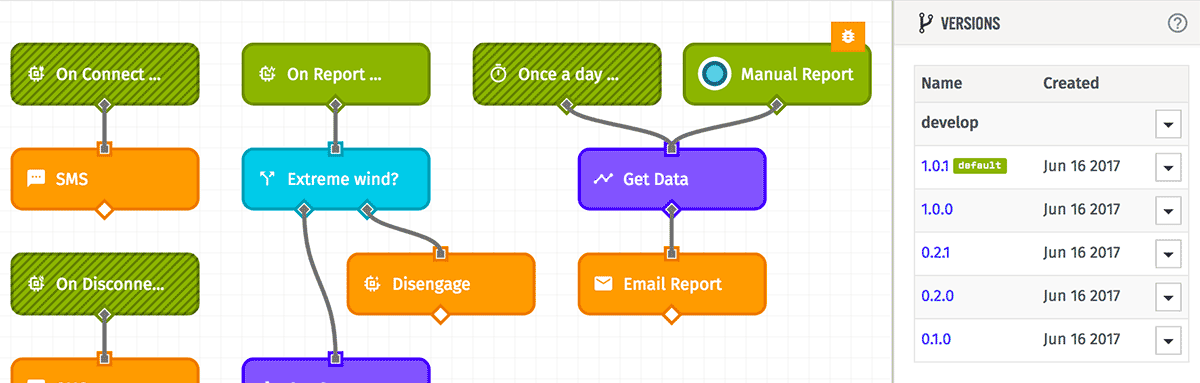 On Connect ...
On Report ...
Once a day ...
Manual Report
SMS
Extreme wind?
Get Data
On Disconne...
Disengage
Email Report
VERSIONS
?
Name Created
develop
1.0.1 default Jun 16 2017
1.0.0 Jun 16 2017
0.2.1 Jun 16 2017
0.2.0 Jun 16 2017
0.1.0 Jun 16 2017